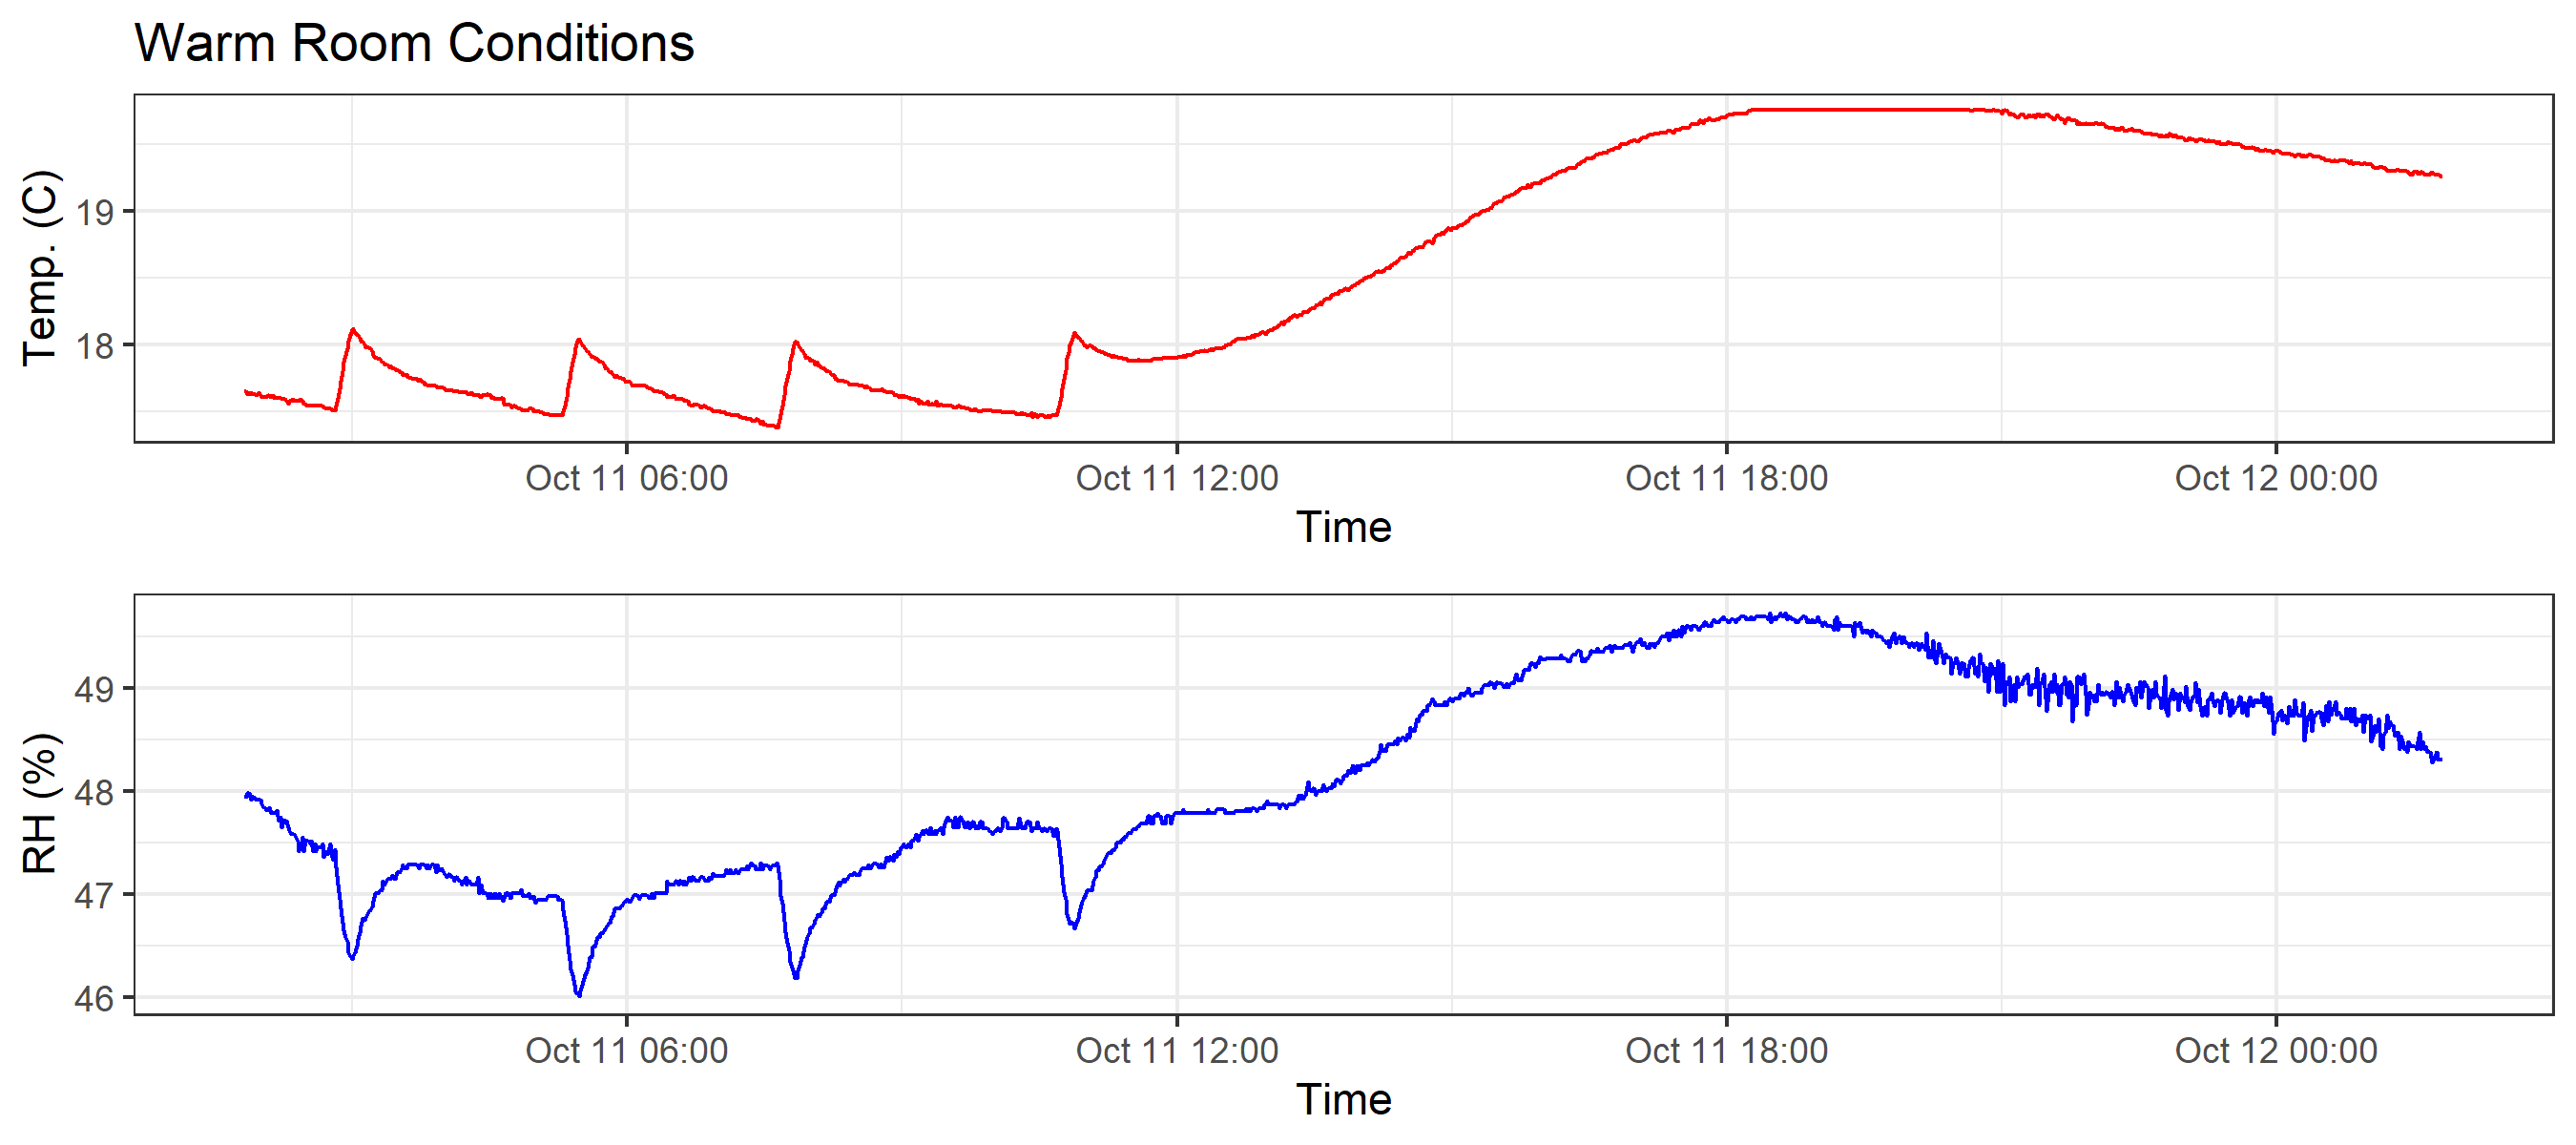 Warm Room Conditions
Temp. (C)
19
18
Oct 11 06:00
Oct 11 12:00
Oct 11 18:00
Oct 12 00:00
Time
RH (%)
49
48
47
46
Oct 11 06:00
Oct 11 12:00
Oct 11 18:00
Oct 12 00:00
Time